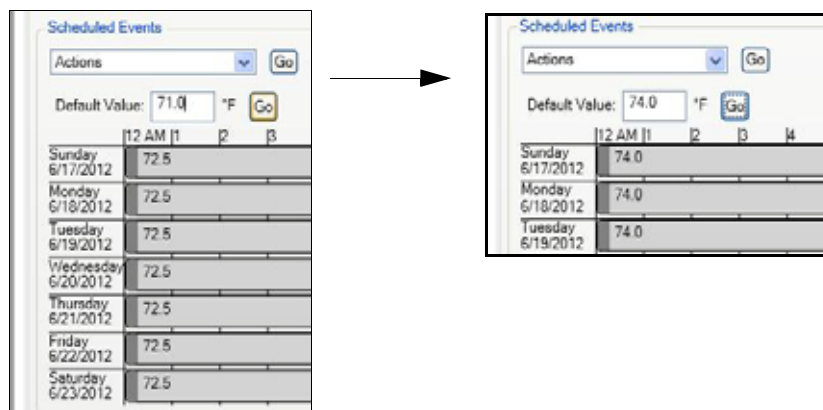 Scheduled Events
Actions Go
Default Value: 71.0 °F Go
12 AM 1 2 3
Sunday 72.5
6/17/2012
Monday 72.5
6/18/2012
Tuesday 72.5
6/19/2012
Wednesday 72.5
6/20/2012
Thursday 72.5
6/21/2012
Friday 72.5
6/22/2012
Saturday 72.5
6/23/2012
Scheduled Events
Actions Go
Default Value: 74.0 °F Go
12 AM 1 2 3 4
Sunday 74.0
6/17/2012
Monday 74.0
6/18/2012
Tuesday 74.0
6/19/2012